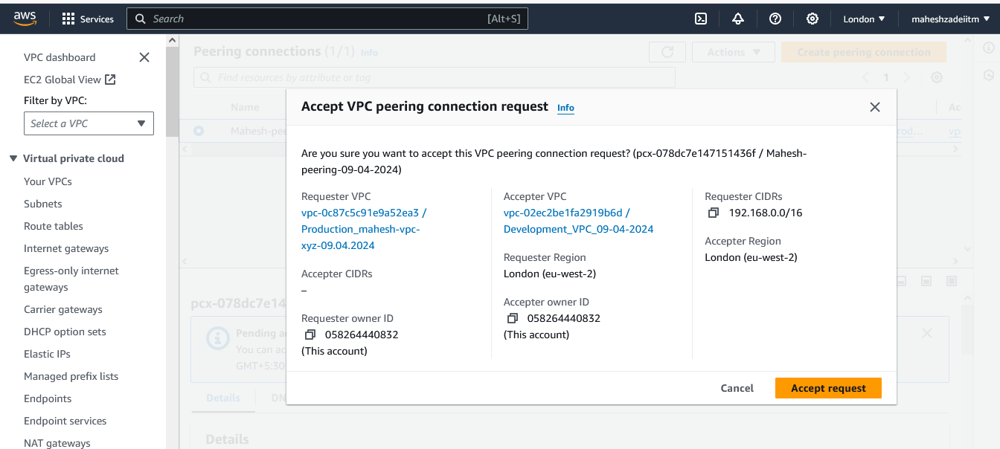 aws
Services
Search
[Alt+S]
London
maheshzadeiitm
VPC dashboard
EC2 Global View
Filter by VPC:
Select a VPC
Virtual private cloud
Your VPCs
Subnets
Route tables
Internet gateways
Egress-only internet
gateways
Carrier gateways
DHCP option sets
Elastic IPs
Managed prefix lists
Endpoints
Endpoint services
NAT gateways
Peering connections (1/1) Info
Actions
Create peering connection
Find resources by attribute or tag
1
Name
Ac
Mahesh-pee
rod...
vpc
Accept VPC peering connection request Info
Are you sure you want to accept this VPC peering connection request? (pcx-078dc7e147151436f / Mahesh-
peering-09-04-2024)
Requester VPC
vpc-0c87c5c91e9a52ea3 /
Production_mahesh-vpc-
xyz-09.04.2024
Accepter CIDRs
–
Requester owner ID
058264440832
(This account)
Accepter VPC
vpc-02ec2be1fa2919b6d /
Development_VPC_09-04-2024
Requester Region
London (eu-west-2)
Accepter owner ID
058264440832
(This account)
Requester CIDRs
192.168.0.0/16
Accepter Region
London (eu-west-2)
Cancel
Accept request
pcx-078dc7e14
Pending a
You can ac
GMT+5:30
Details
DN
Details